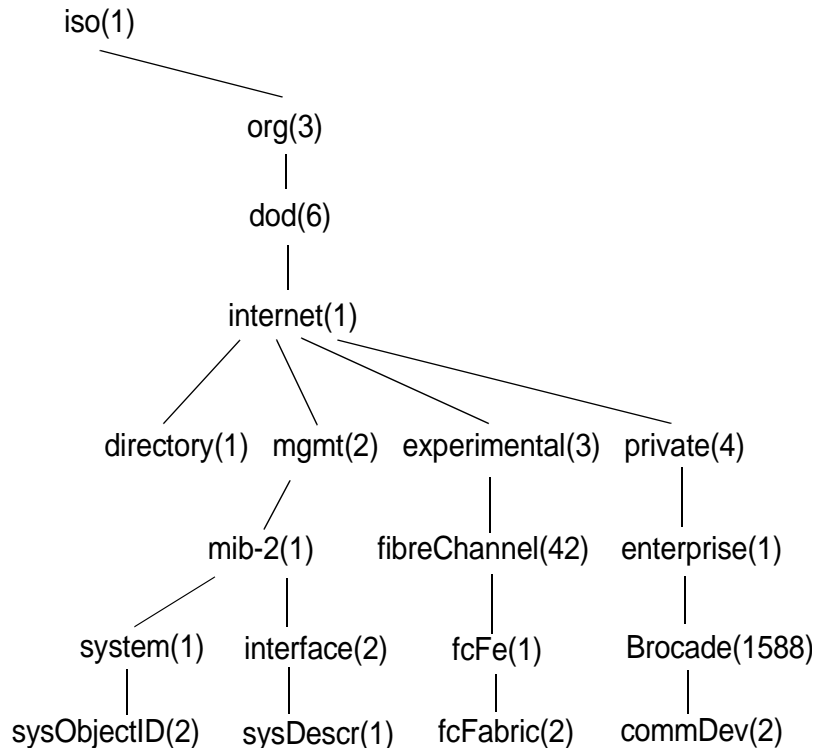 iso(1)
org(3)
dod(6)
internet(1)
directory(1) mgmt(2) experimental(3) private(4)
mib-2(1) fibreChannel(42) enterprise(1)
system(1) interface(2) fcFe(1) Brocade(1588)
sysObjectID(2) sysDescr(1) fcFabric(2) commDev(2)